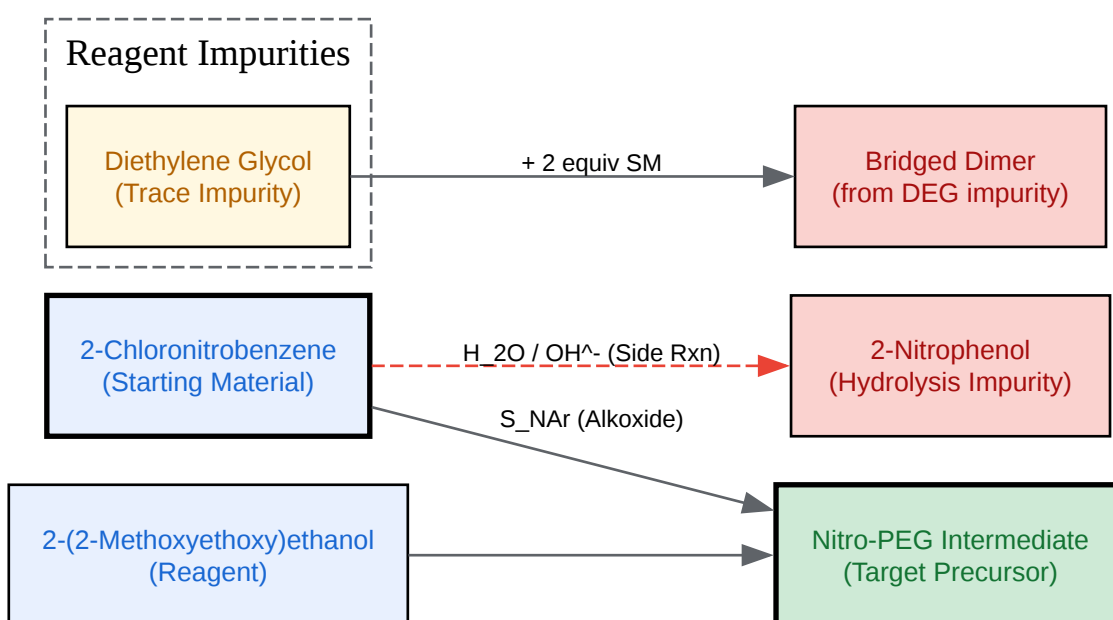 Reagent Impurities
Diethylene Glycol
(Trace Impurity)
+ 2 equiv SM
Bridged Dimer
(from DEG impurity)
2-Chloronitrobenzene
(Starting Material)
H_2O / OH^- (Side Rxn)
2-Nitrophenol
(Hydrolysis Impurity)
S_NAr (Alkoxide)
2-(2-Methoxyethoxy)ethanol
(Reagent)
Nitro-PEG Intermediate
(Target Precursor)